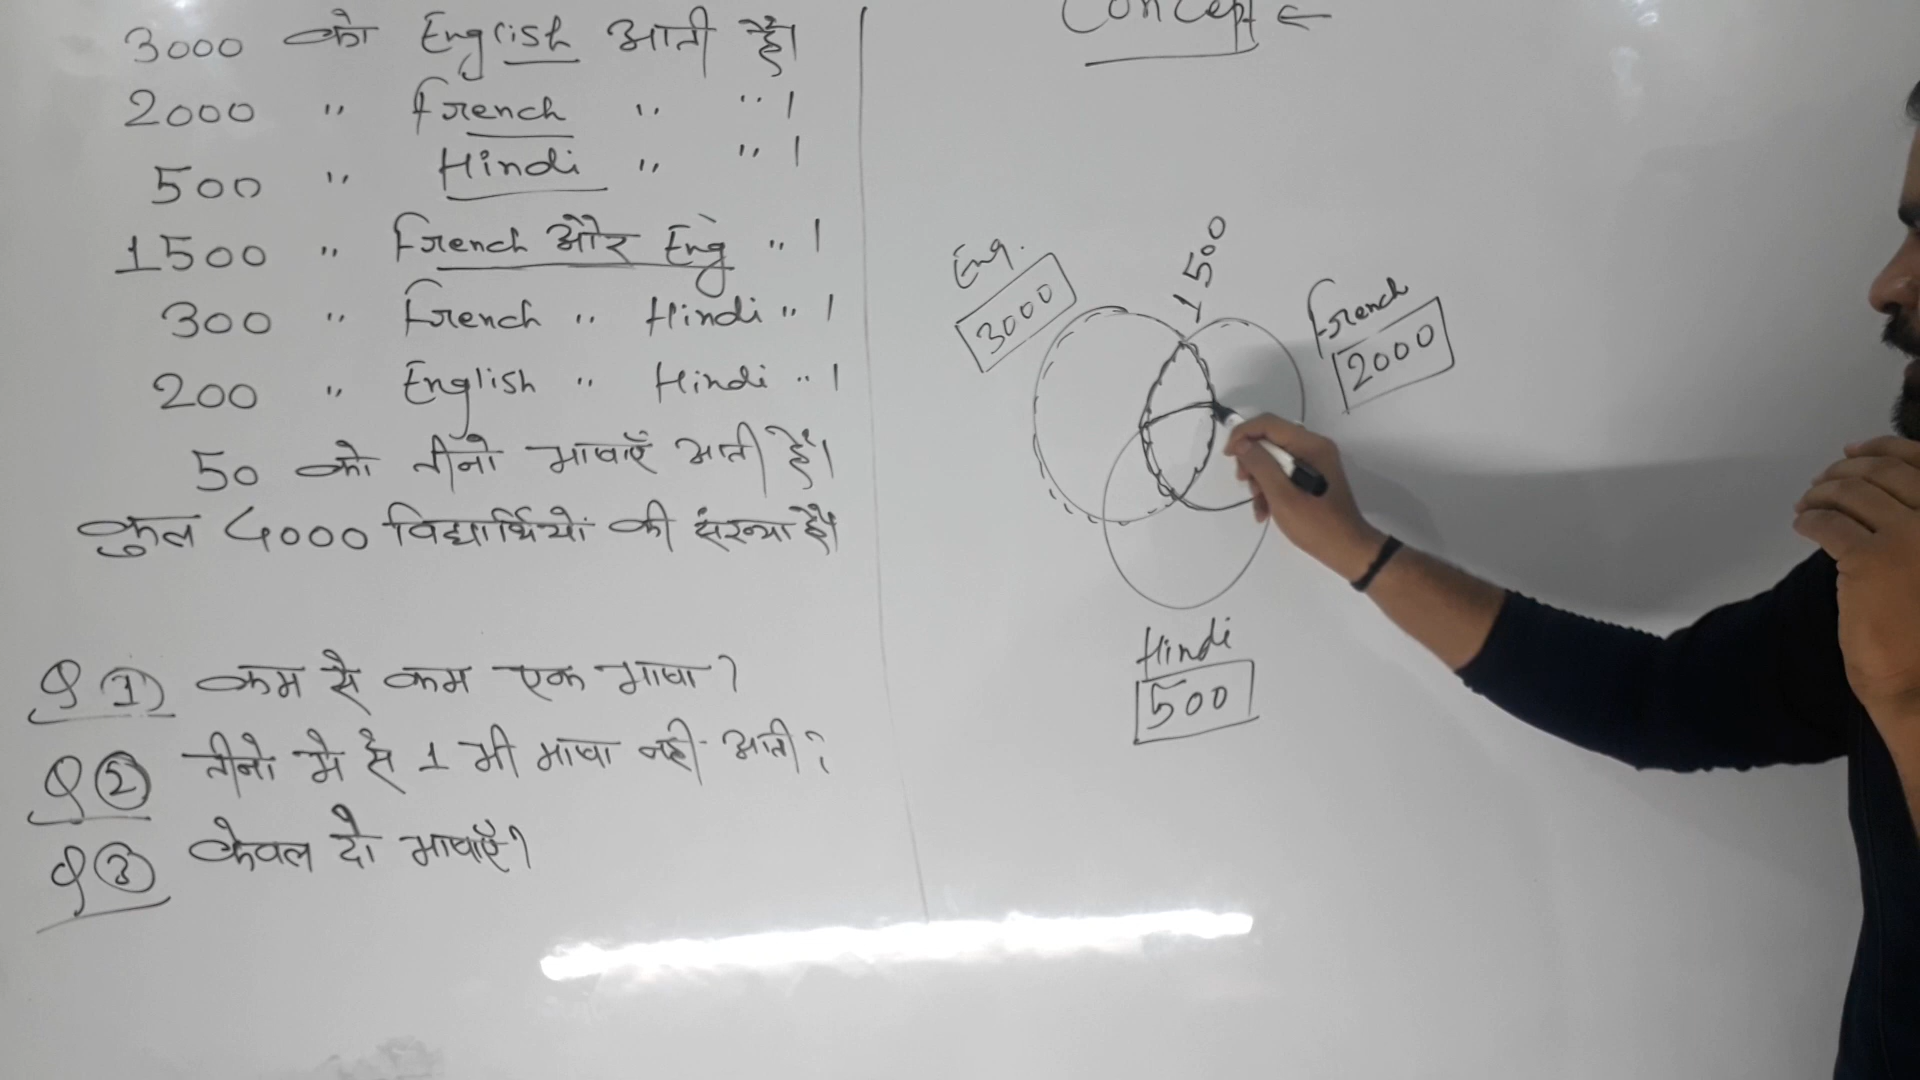 3000 को English आती है।
2000 " French " " ।
500 " Hindi " " ।
1500 " French और Eng " ।
300 " French " Hindi " ।
200 " English " Hindi " ।
50 को तीनो भाषाएँ आती हैं।
कुल 4000 विद्यार्थियों की संख्या है।
Q 1) कम से कम एक भाषा?
Q 2 तीनो मे से 1 भी भाषा नही आती?
Q 3 केवल दो भाषाएँ?
Concept ←
Eng.
3000
1500
French
2000
Hindi
500